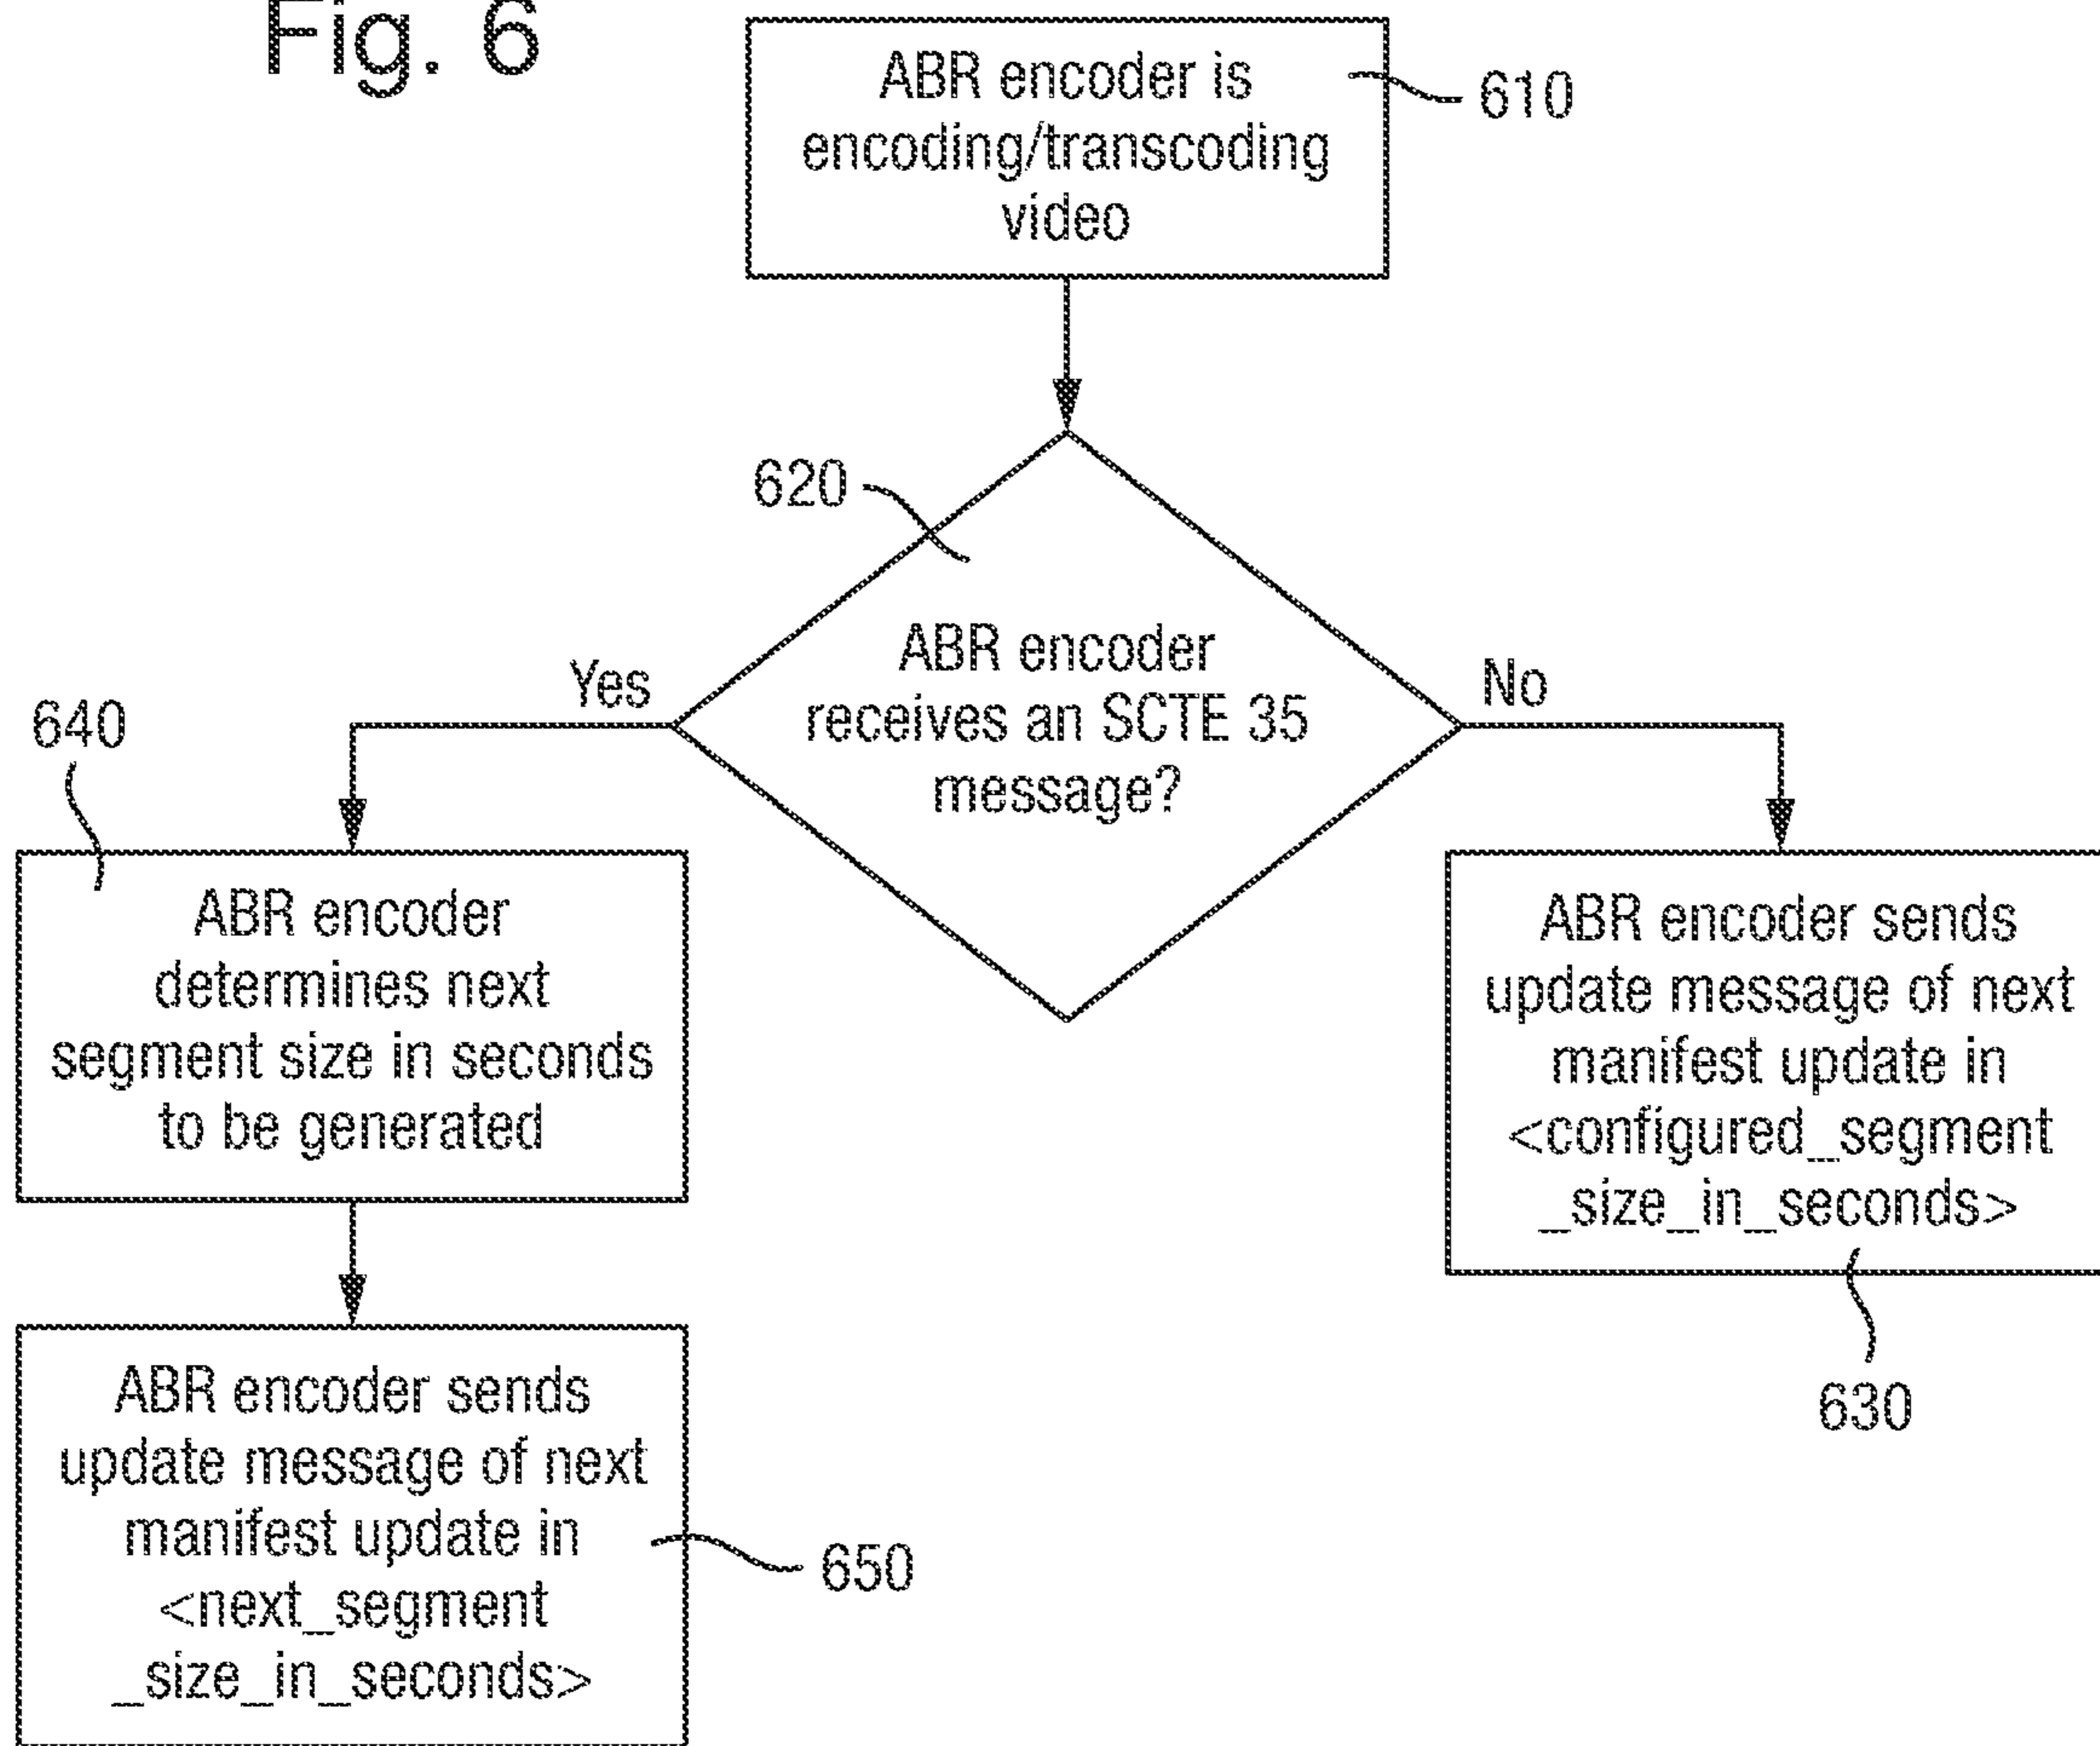 Fig. 6
ABR encoder is
encoding/transcoding
video
610
620
ABR encoder
receives an SCTE 35
message?
Yes
No
640
ABR encoder
determines next
segment size in seconds
to be generated
ABR encoder sends
update message of next
manifest update in
<configured_segment
_size_in_seconds>
630
ABR encoder sends
update message of next
manifest update in
<next_segment
_size_in_seconds>
650